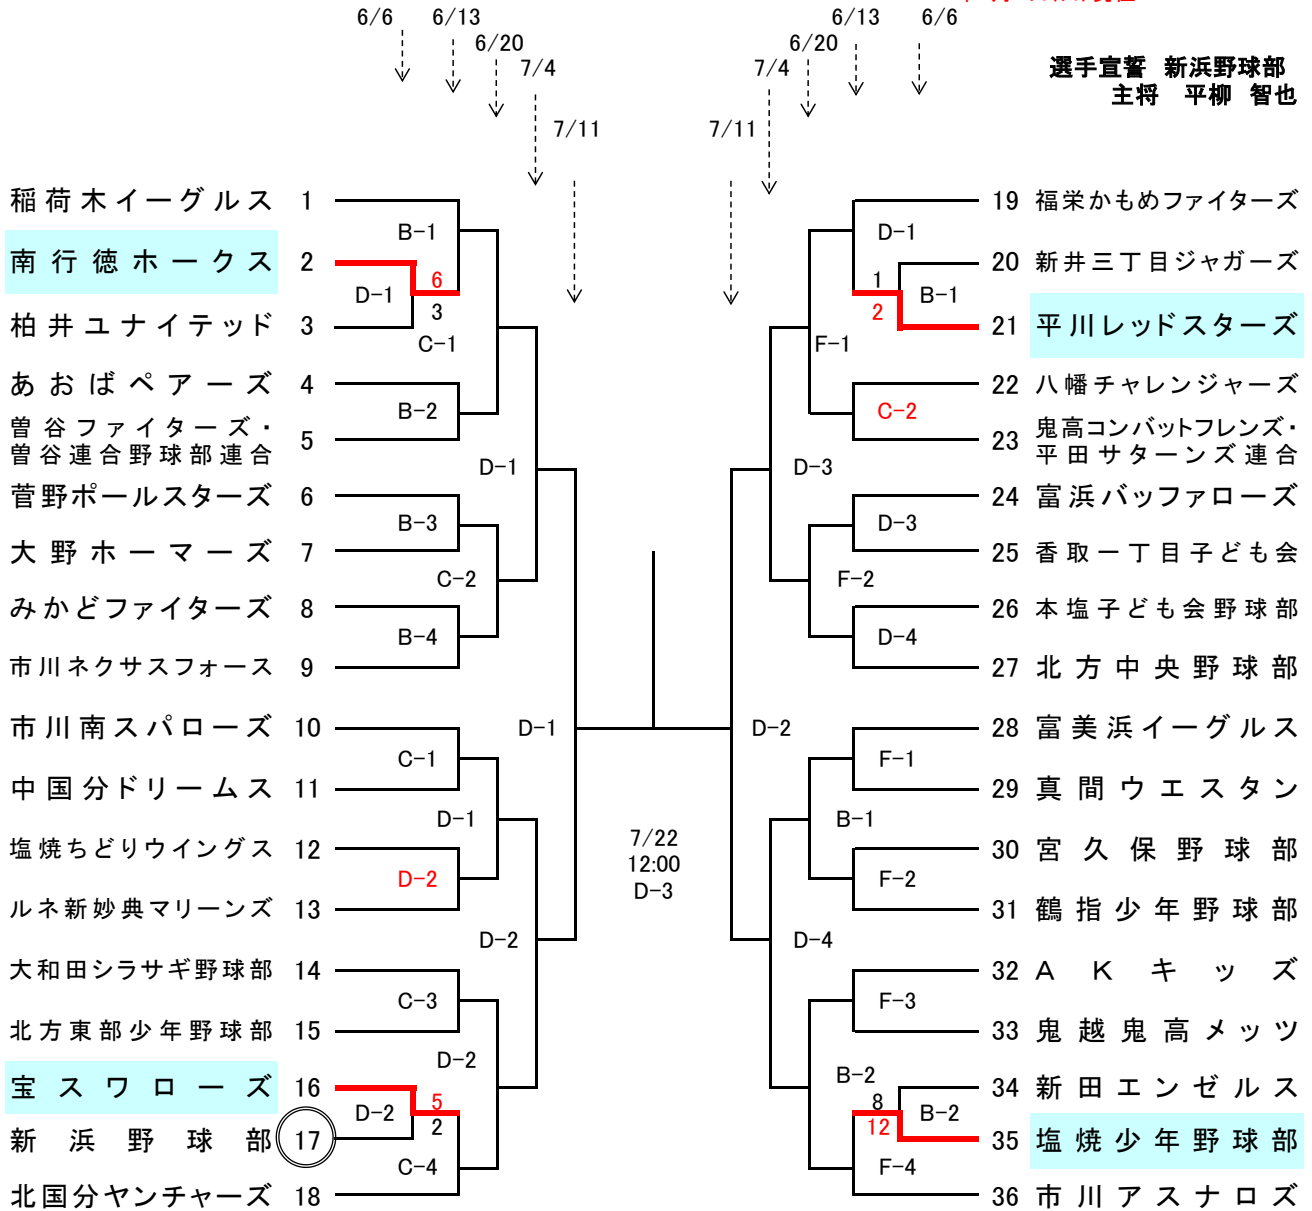 6/6 6/13 6/20 7/4 7/11
7/11 7/4 6/20 6/13 6/6
選手宣誓 新浜野球部
主将 平柳 智也
稲荷木イーグルス 1
南行徳ホークス 2
柏井ユナイテッド 3
あおばペアーズ 4
曽谷ファイターズ・
曽谷連合野球部連合 5
菅野ポールスターズ 6
大野ホーマーズ 7
みかどファイターズ 8
市川ネクサスフォース 9
市川南スパローズ 10
中国分ドリームス 11
塩焼ちどりウイングス 12
ルネ新妙典マリーンズ 13
大和田シラサギ野球部 14
北方東部少年野球部 15
宝スワローズ 16
新浜野球部 17
北国分ヤンチャーズ 18
B-1
6
D-1
3
C-1
B-2
D-1
B-3
C-2
B-4
D-1
C-1
D-1
D-2
D-2
C-3
D-2
5
D-2
2
C-4
7/22
12:00
D-3
D-1
1
B-1
2
F-1
C-2
D-3
D-3
F-2
D-4
D-2
F-1
B-1
F-2
D-4
F-3
B-2
8
B-2
12
F-4
19 福栄かもめファイターズ
20 新井三丁目ジャガーズ
21 平川レッドスターズ
22 八幡チャレンジャーズ
23 鬼高コンバットフレンズ・
平田サターンズ連合
24 富浜バッファローズ
25 香取一丁目子ども会
26 本塩子ども会野球部
27 北方中央野球部
28 富美浜イーグルス
29 真間ウエスタン
30 宮久保野球部
31 鶴指少年野球部
32 AKキッズ
33 鬼越鬼高メッツ
34 新田エンゼルス
35 塩焼少年野球部
36 市川アスナロズ